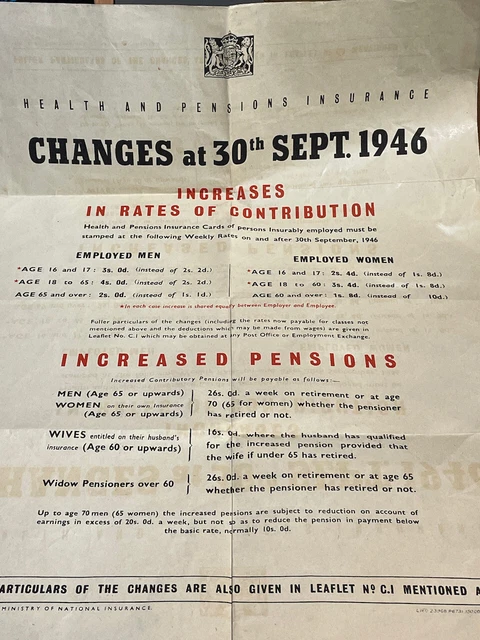 HEALTH AND PENSIONS INSURANCE
CHANGES at 30th SEPT. 1946
INCREASES
IN RATES OF CONTRIBUTION
Health and Pensions Insurance Cards of persons Insurably employed must be
stamped at the following Weekly Rates on and after 30th September, 1946
EMPLOYED MEN
*AGE 16 and 17: 3s. 0d. (instead of 2s. 2d.)
*AGE 18 to 65: 4s. 0d. (instead of 2s. 2d.)
AGE 65 and over: 2s. 0d. (instead of 1s. 1d.)
EMPLOYED WOMEN
*AGE 16 and 17: 2s. 4d. (instead of 1s. 8d.)
*AGE 18 to 60: 3s. 4d. (instead of 1s. 8d.)
AGE 60 and over: 1s. 8d. (instead of 10d.)
*In each case increase is shared equally between Employer and Employee.
Fuller particulars of the changes (including the rates now payable for classes not
mentioned above and the deductions which may be made from wages) are given in
Leaflet No. C.1 which may be obtained at any Post Office or Employment Exchange.
INCREASED PENSIONS
Increased Contributory Pensions will be payable as follows:—
MEN (Age 65 or upwards)
WOMEN on their own Insurance
(Age 65 or upwards)
26s. 0d. a week on retirement or at age
70 (65 for women) whether the pensioner
has retired or not.
WIVES entitled on their husband's
insurance (Age 60 or upwards)
16s. 0d. where the husband has qualified
for the increased pension provided that
the wife if under 65 has retired.
Widow Pensioners over 60
26s. 0d. a week on retirement or at age 65
whether the pensioner has retired or not.
Up to age 70 men (65 women) the increased pensions are subject to reduction on account of
earnings in excess of 20s. 0d. a week, but not so as to reduce the pension in payment below
the basic rate, normally 10s. 0d.
PARTICULARS OF THE CHANGES ARE ALSO GIVEN IN LEAFLET No C.1 MENTIONED A
MINISTRY OF NATIONAL INSURANCE.